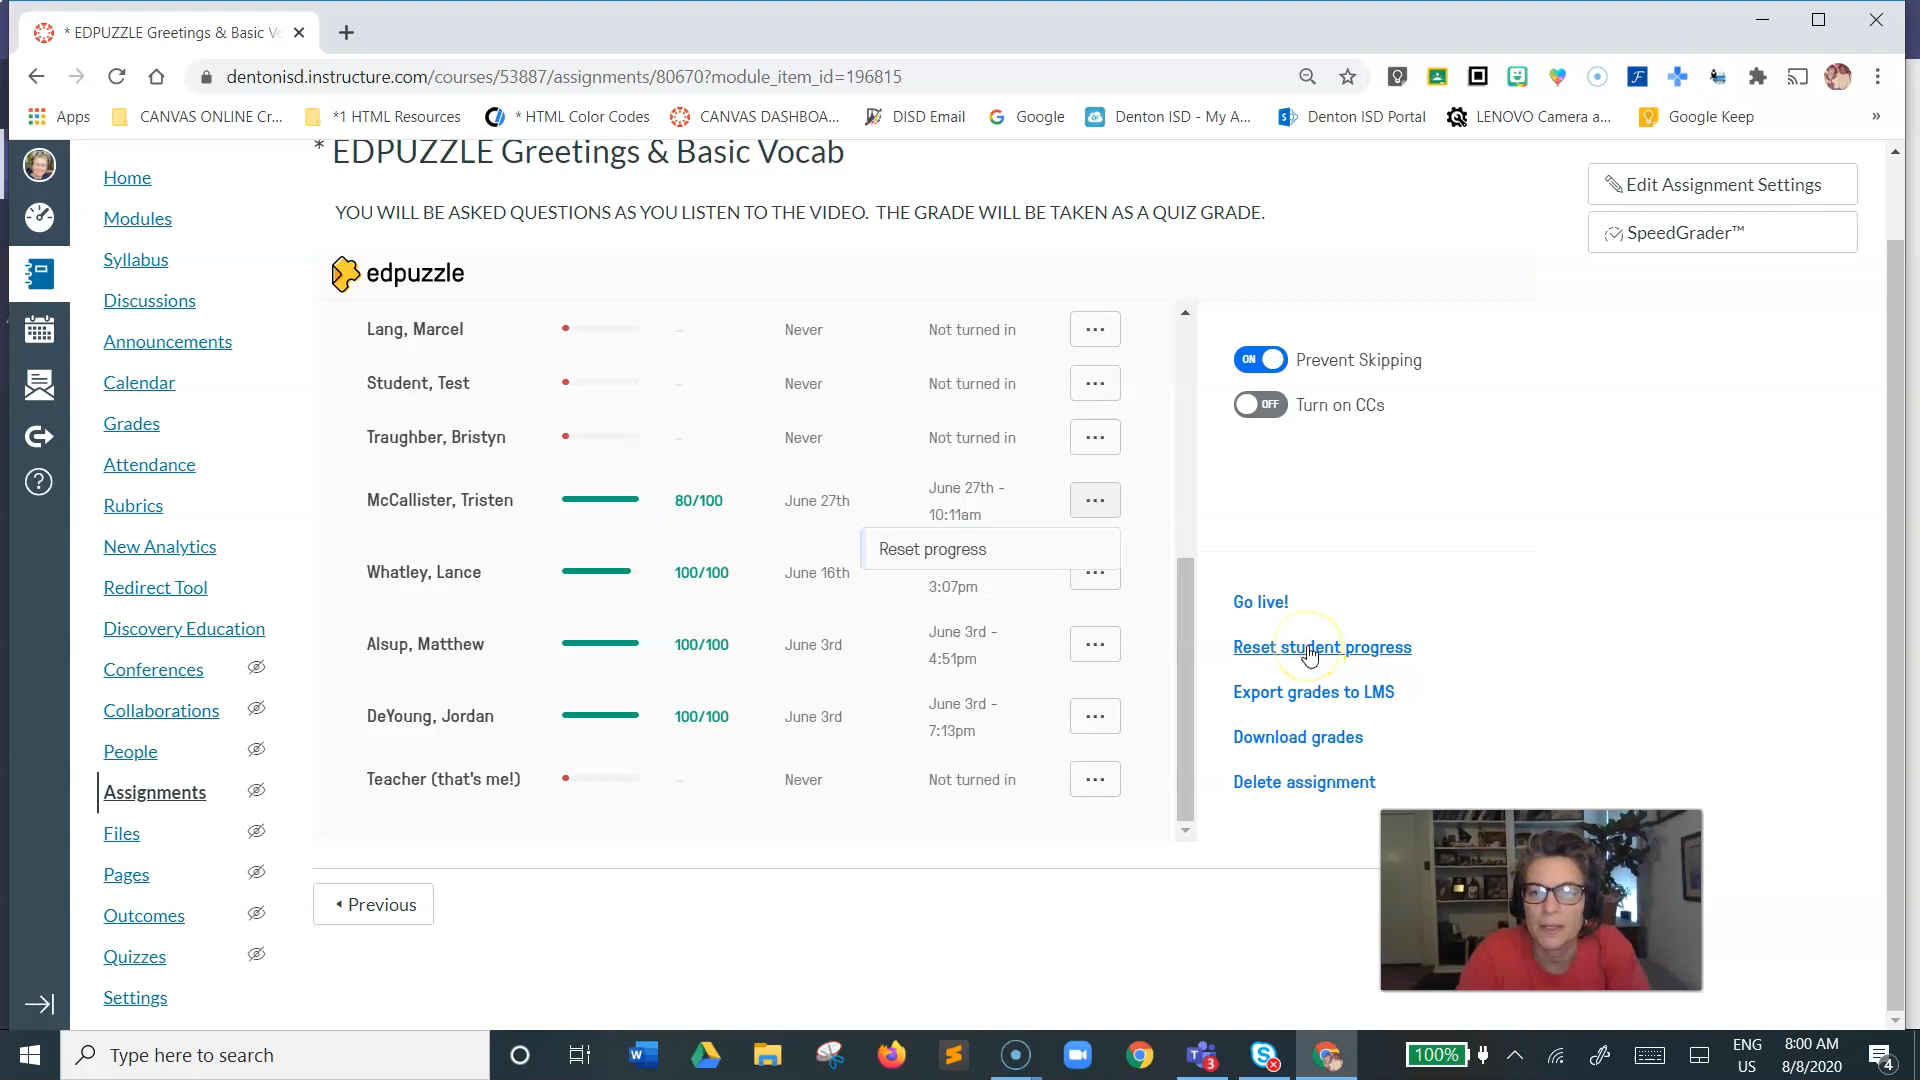 * EDPUZZLE Greetings & Basic Vc
dentonisd.instructure.com/courses/53887/assignments/80670?module_item_id=196815
Apps
CANVAS ONLINE Cr...
*1 HTML Resources
* HTML Color Codes
CANVAS DASHBOA...
DISD Email
Google
Denton ISD - My A...
Denton ISD Portal
LENOVO Camera a...
Google Keep
»
Home
Modules
Syllabus
Discussions
Announcements
Calendar
Grades
Attendance
Rubrics
New Analytics
Redirect Tool
Discovery Education
Conferences
Collaborations
People
Assignments
Files
Pages
Outcomes
Quizzes
Settings
* EDPUZZLE Greetings & Basic Vocab
YOU WILL BE ASKED QUESTIONS AS YOU LISTEN TO THE VIDEO. THE GRADE WILL BE TAKEN AS A QUIZ GRADE.
Edit Assignment Settings
SpeedGrader™
edpuzzle
Lang, Marcel - Never Not turned in ...
Student, Test - Never Not turned in ...
Traughber, Bristyn - Never Not turned in ...
McCallister, Tristen 80/100 June 27th June 27th - 10:11am ...
Reset progress
Whatley, Lance 100/100 June 16th 3:07pm ...
Alsup, Matthew 100/100 June 3rd June 3rd - 4:51pm ...
DeYoung, Jordan 100/100 June 3rd June 3rd - 7:13pm ...
Teacher (that's me!) - Never Not turned in ...
ON Prevent Skipping
OFF Turn on CCs
Go live!
Reset student progress
Export grades to LMS
Download grades
Delete assignment
Previous
Type here to search
3
100%
ENG
US
8:00 AM
8/8/2020
4